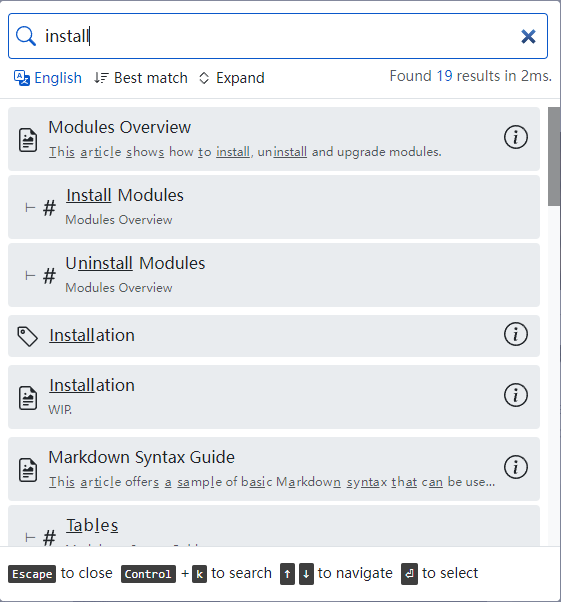 install
English Best match Expand Found 19 results in 2ms.
Modules Overview
This article shows how to install, uninstall and upgrade modules.
# Install Modules
Modules Overview
# Uninstall Modules
Modules Overview
Installation
Installation
WIP.
Markdown Syntax Guide
This article offers a sample of basic Markdown syntax that can be use...
# Tables
Escape to close Control + k to search ↑ ↓ to navigate ⏎ to select